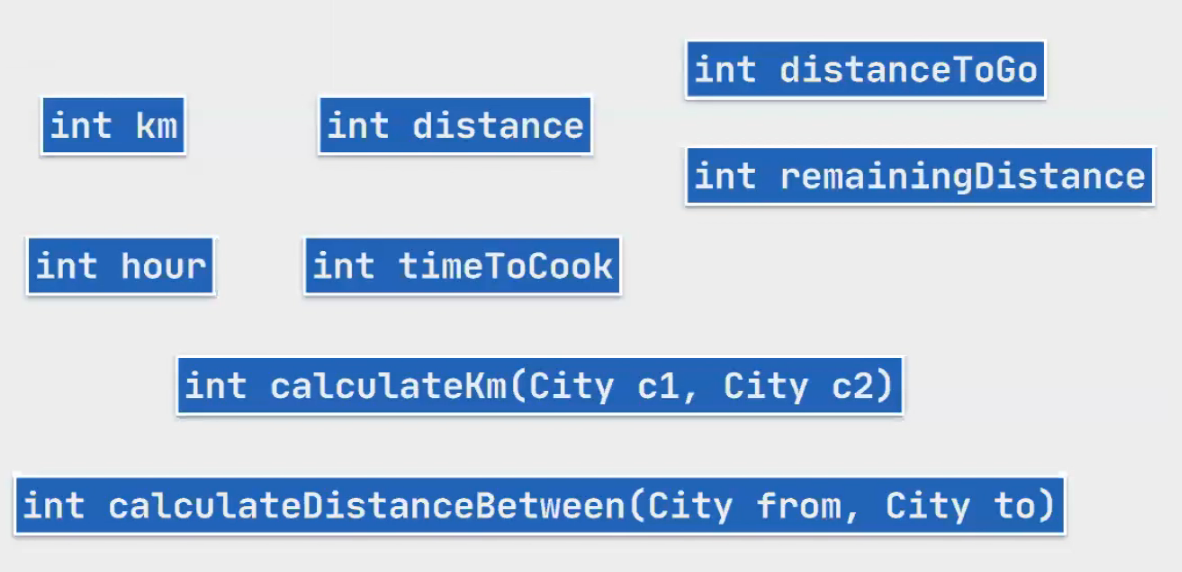 int distanceToGo
int km
int distance
int remainingDistance
int hour
int timeToCook
int calculateKm(City c1, City c2)
int calculateDistanceBetween(City from, City to)